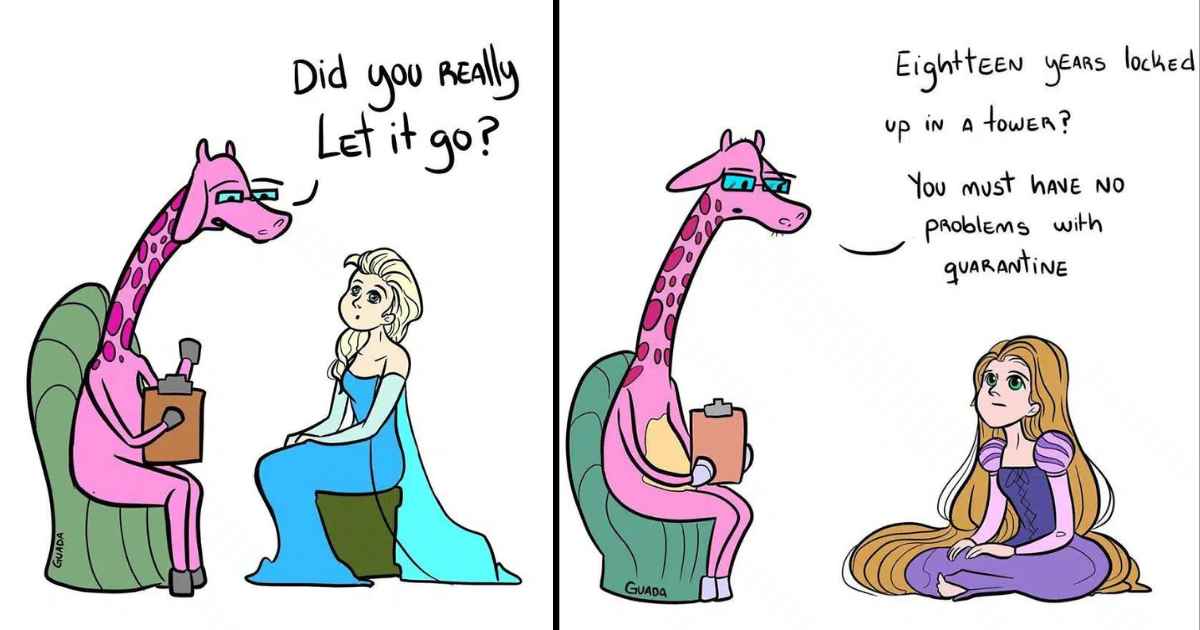 Did you REALLY
Let it go?
GUADA
EightTEEN YEARS locked
up IN A tOWER?
You must have NO
pRoblEMS with
quARANtiNE
GUADA